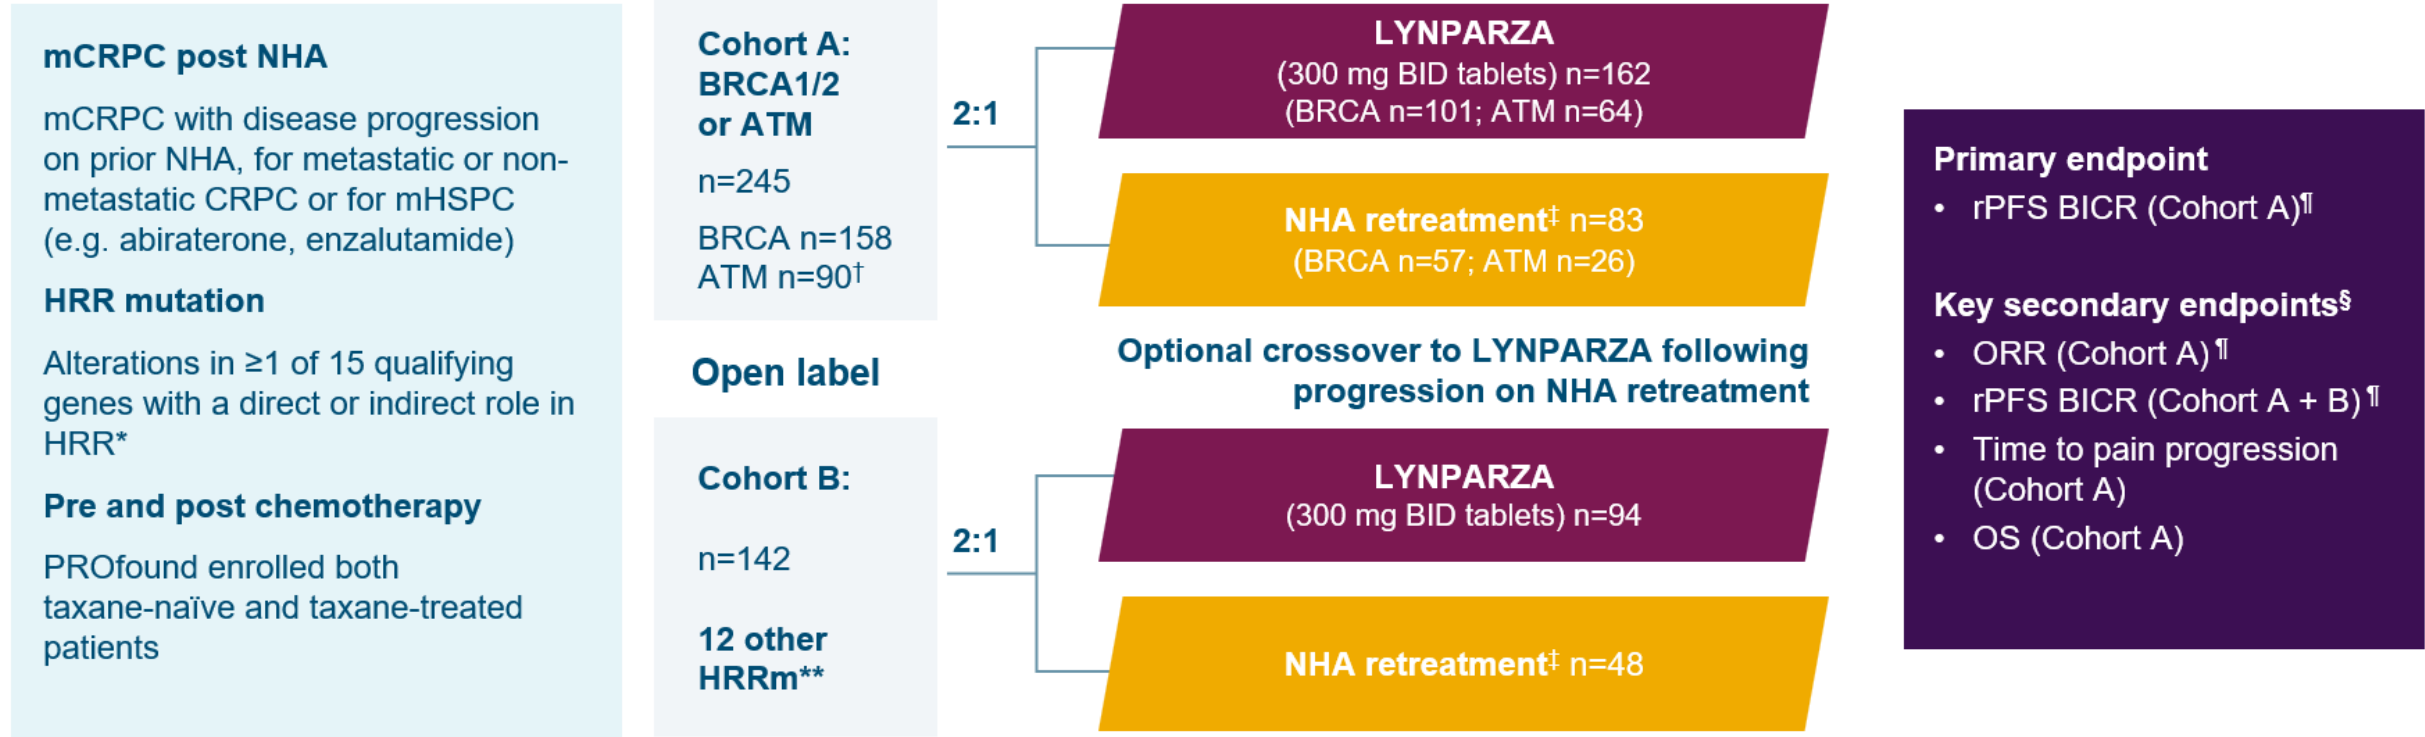 mCRPC post NHA
mCRPC with disease progression
on prior NHA, for metastatic or non-
metastatic CRPC or for mHSPC
(e.g. abiraterone, enzalutamide)
HRR mutation
Alterations in ≥1 of 15 qualifying
genes with a direct or indirect role in
HRR*
Pre and post chemotherapy
PROfound enrolled both
taxane-naïve and taxane-treated
patients
Cohort A:
BRCA1/2
or ATM
n=245
BRCA n=158
ATM n=90†
2:1
LYNPARZA
(300 mg BID tablets) n=162
(BRCA n=101; ATM n=64)
NHA retreatment‡ n=83
(BRCA n=57; ATM n=26)
Open label
Optional crossover to LYNPARZA following
progression on NHA retreatment
Cohort B:
n=142
12 other
HRRm**
2:1
LYNPARZA
(300 mg BID tablets) n=94
NHA retreatment‡ n=48
Primary endpoint
• rPFS BICR (Cohort A)¶
Key secondary endpoints§
• ORR (Cohort A)¶
• rPFS BICR (Cohort A + B)¶
• Time to pain progression
(Cohort A)
• OS (Cohort A)